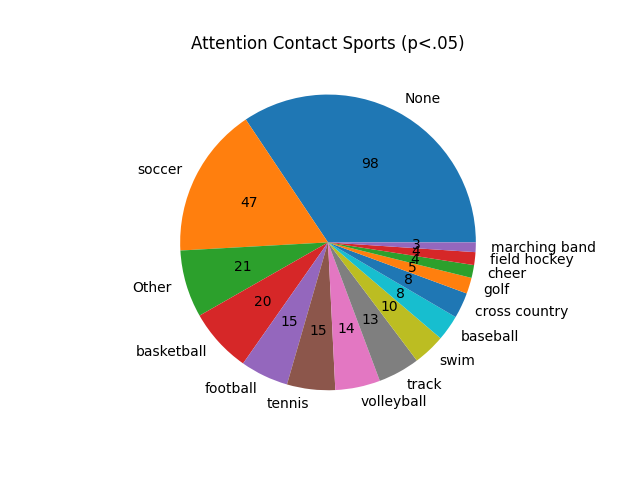 Attention Contact Sports (p<.05)
None
98
soccer
47
Other
21
basketball
20
football
15
tennis
15
volleyball
14
track
13
swim
10
baseball
8
cross country
8
golf
5
cheer
4
field hockey
4
marching band
3